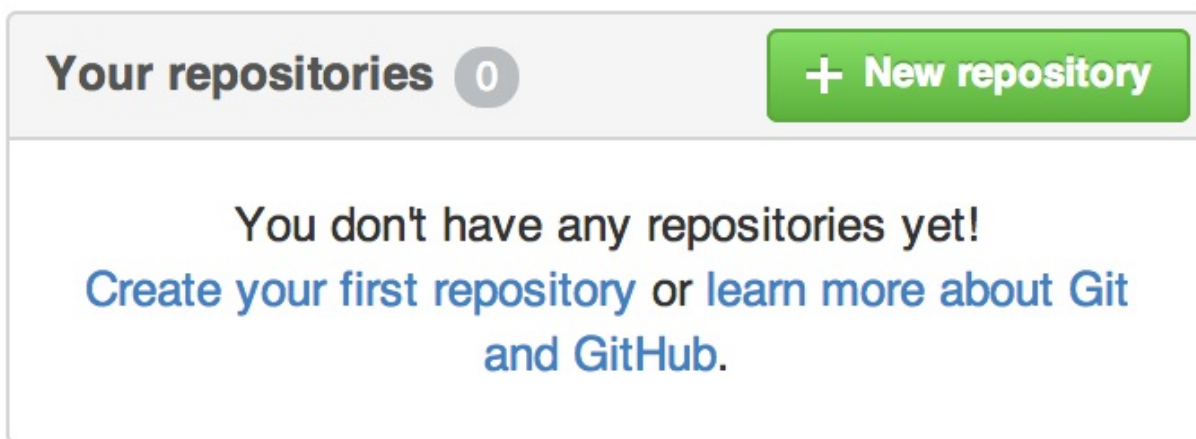 Your repositories 0
+ New repository
You don't have any repositories yet!
Create your first repository or learn more about Git
and GitHub.